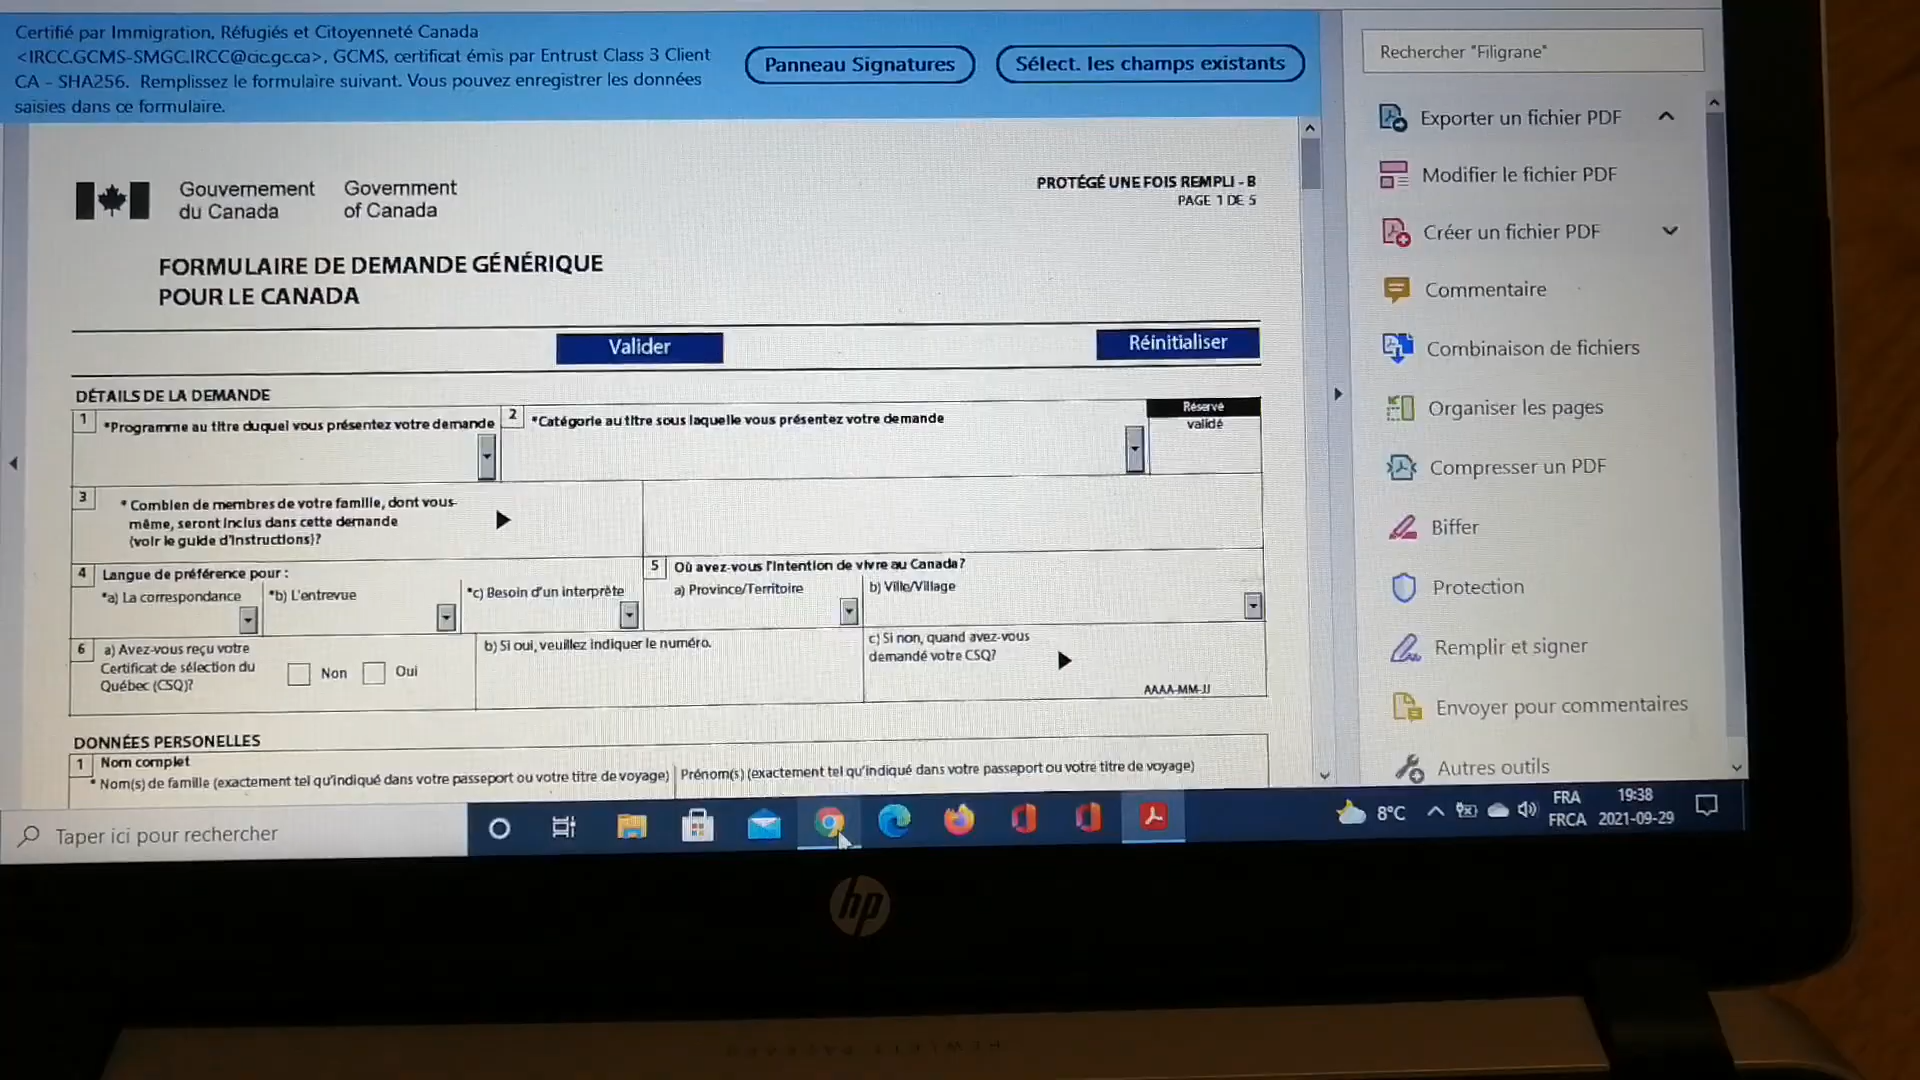 Certifié par Immigration, Réfugiés et Citoyenneté Canada
<IRCC.GCMS-SMGC.IRCC@cic.gc.ca>, GCMS, certificat émis par Entrust Class 3 Client
CA - SHA256.  Remplissez le formulaire suivant. Vous pouvez enregistrer les données
saisies dans ce formulaire.
Panneau Signatures
Sélect. les champs existants
Rechercher "Filigrane"
Exporter un fichier PDF
Modifier le fichier PDF
Créer un fichier PDF
Commentaire
Combinaison de fichiers
Organiser les pages
Compresser un PDF
Biffer
Protection
Remplir et signer
Envoyer pour commentaires
Autres outils
Gouvernement
du Canada
Government
of Canada
PROTÉGÉ UNE FOIS REMPLI - B
PAGE 1 DE 5
FORMULAIRE DE DEMANDE GÉNÉRIQUE
POUR LE CANADA
Valider
Réinitialiser
DÉTAILS DE LA DEMANDE
1 *Programme au titre duquel vous présentez votre demande
2 *Catégorie au titre sous laquelle vous présentez votre demande
Réservé
validé
3 * Combien de membres de votre famille, dont vous-
même, seront inclus dans cette demande
(voir le guide d'instructions)?
4 Langue de préférence pour :
*a) La correspondance
*b) L'entrevue
*c) Besoin d'un interprète
5 Où avez-vous l'intention de vivre au Canada?
a) Province/Territoire
b) Ville/Village
6 a) Avez-vous reçu votre
Certificat de sélection du
Québec (CSQ)?
Non
Oui
b) Si oui, veuillez indiquer le numéro.
c) Si non, quand avez-vous
demandé votre CSQ?
AAAA-MM-JJ
DONNÉES PERSONELLES
1 Nom complet
* Nom(s) de famille (exactement tel qu'indiqué dans votre passeport ou votre titre de voyage)
Prénom(s) (exactement tel qu'indiqué dans votre passeport ou votre titre de voyage)
Taper ici pour rechercher
8°C
FRA
FRCA
19:38
2021-09-29
hp